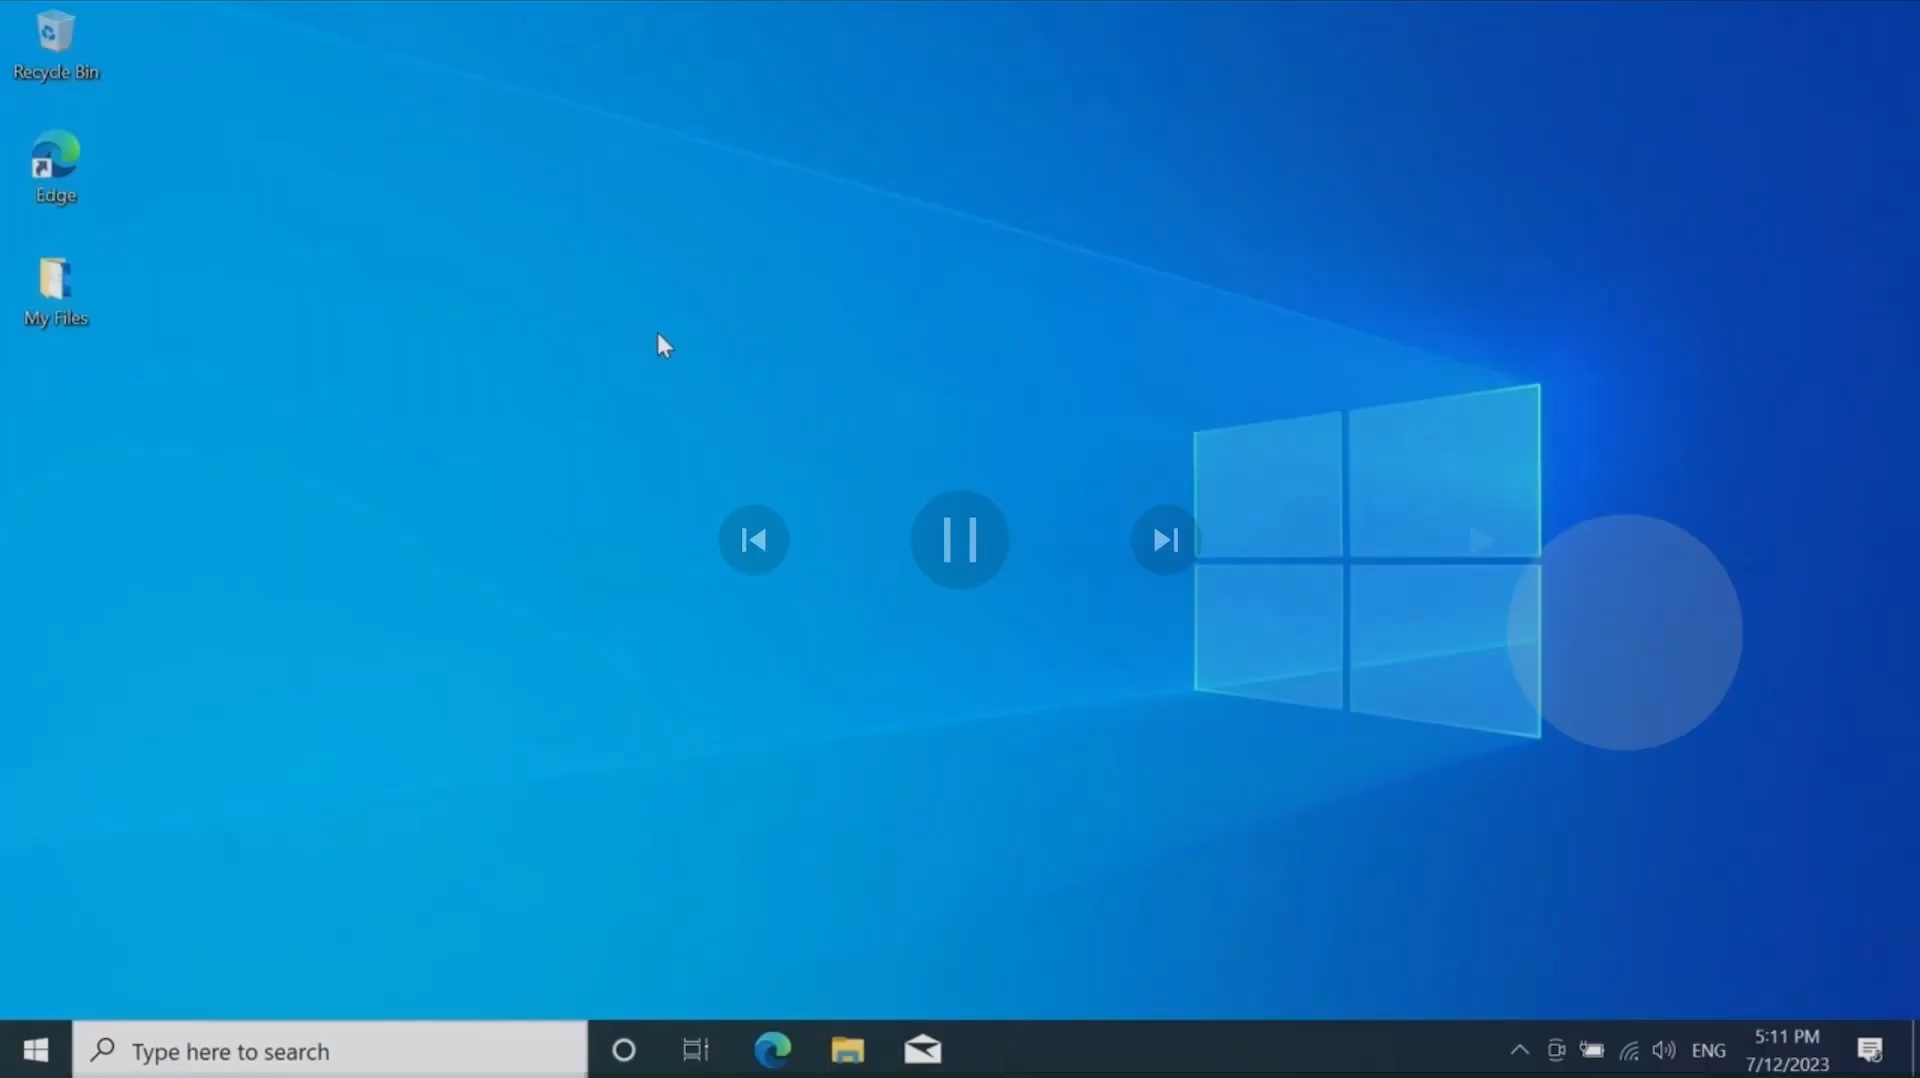 Recycle Bin
Edge
My Files
Type here to search
ENG
5:11 PM
7/12/2023